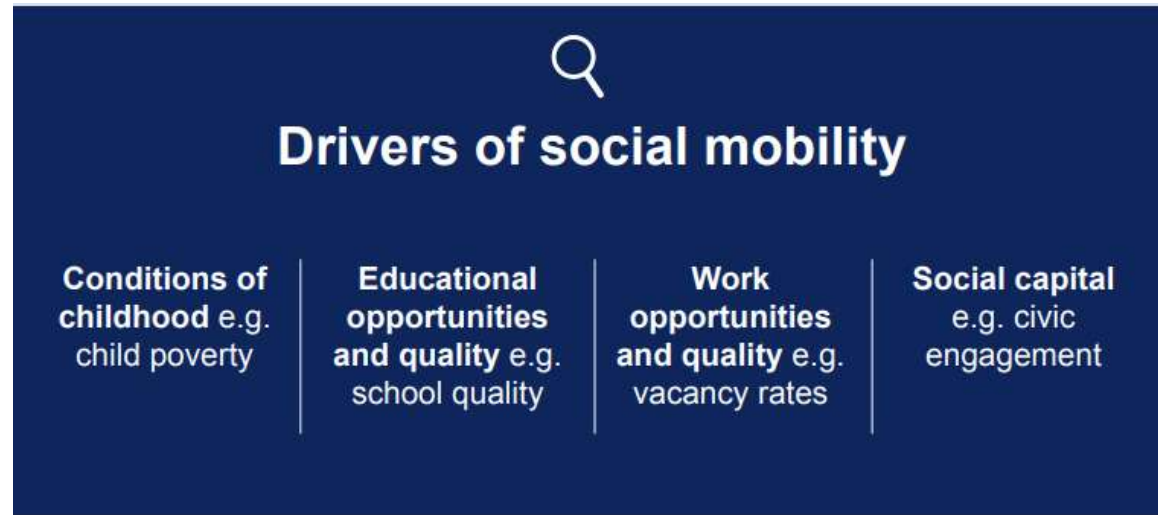 Drivers of social mobility
Conditions of
childhood e.g.
child poverty
Educational
opportunities
and quality e.g.
school quality
Work
opportunities
and quality e.g.
vacancy rates
Social capital
e.g. civic
engagement